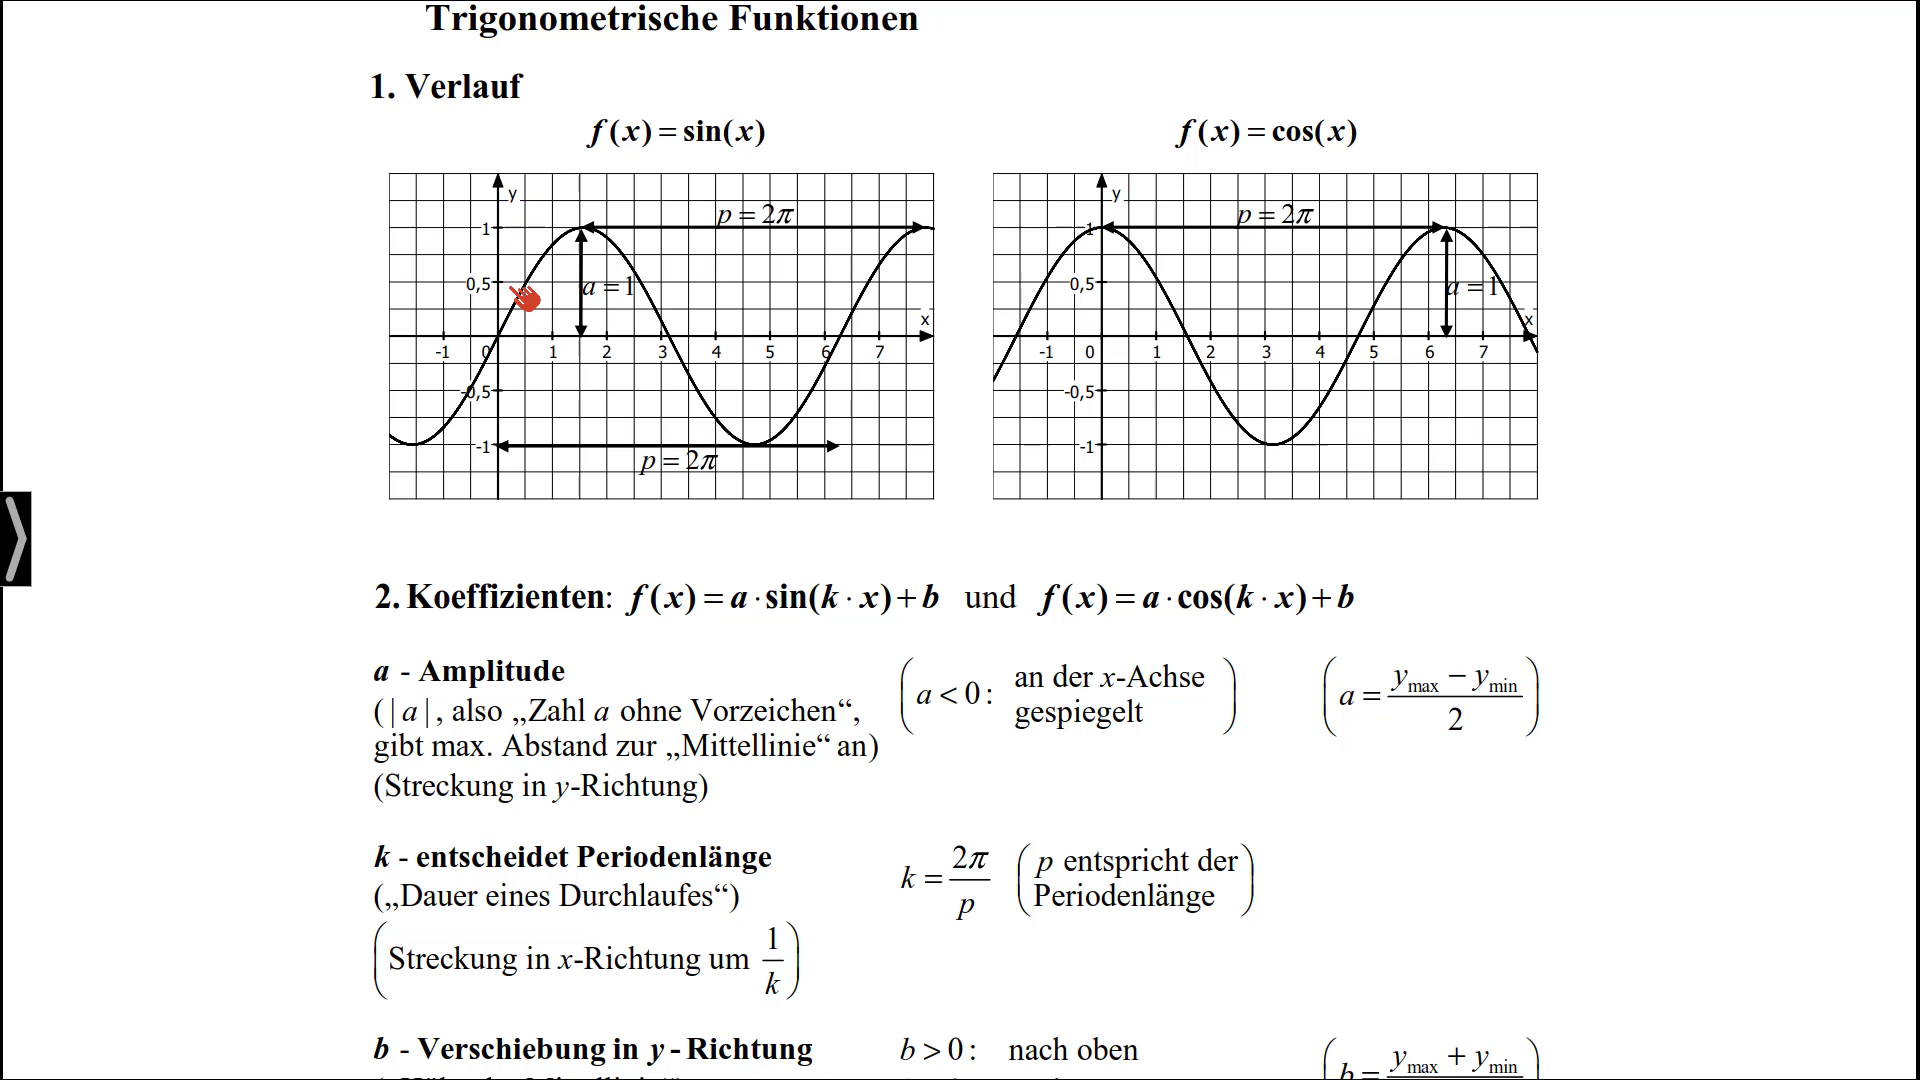 Trigonometrische Funktionen
1. Verlauf
f(x) = sin(x)
f(x) = cos(x)
y
p = 2π
1
0,5
a = 1
x
-1 0 1 2 3 4 5 6 7
-0,5
-1
p = 2π
y
p = 2π
1
0,5
a = 1
x
-1 0 1 2 3 4 5 6 7
-0,5
-1
2. Koeffizienten: f(x) = a · sin(k · x) + b und f(x) = a · cos(k · x) + b
a - Amplitude
(|a|, also „Zahl a ohne Vorzeichen“,
gibt max. Abstand zur „Mittellinie“ an)
(Streckung in y-Richtung)
(a < 0: an der x-Achse
gespiegelt)
(a = (y_max − y_min) / 2)
k - entscheidet Periodenlänge
(„Dauer eines Durchlaufes“)
(Streckung in x-Richtung um 1/k)
k = 2π/p
(p entspricht der
Periodenlänge)
b - Verschiebung in y-Richtung
b > 0: nach oben
(b = y_max + y_min